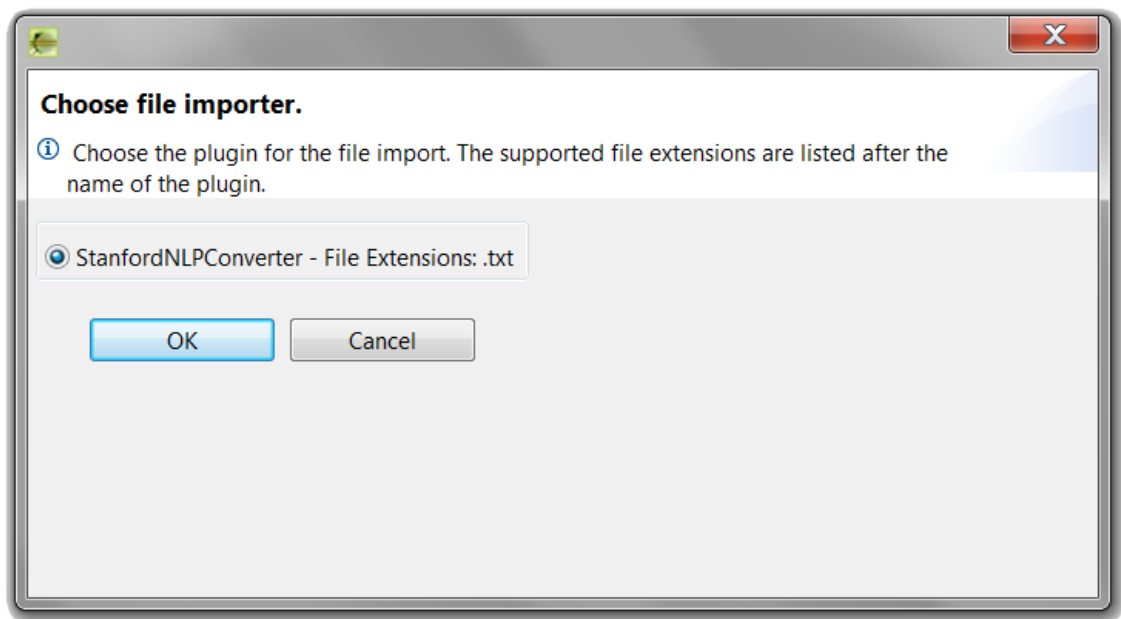 Choose file importer.
Choose the plugin for the file import. The supported file extensions are listed after the
name of the plugin.
StanfordNLPConverter - File Extensions: .txt
OK
Cancel